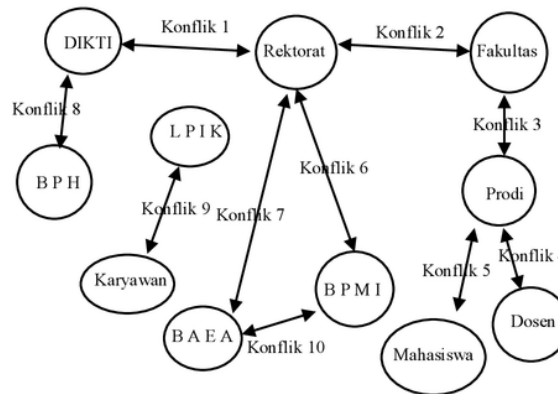 Konflik 1
Konflik 2
DIKTI
Rektorat
Fakultas
Konflik 8
L P I K
Konflik 3
Konflik 6
B P H
Prodi
Konflik 9
Konflik 7
Konflik
Konflik 5
Karyawan
B P M I
Dosen
B A E A
Konflik 10
Mahasiswa